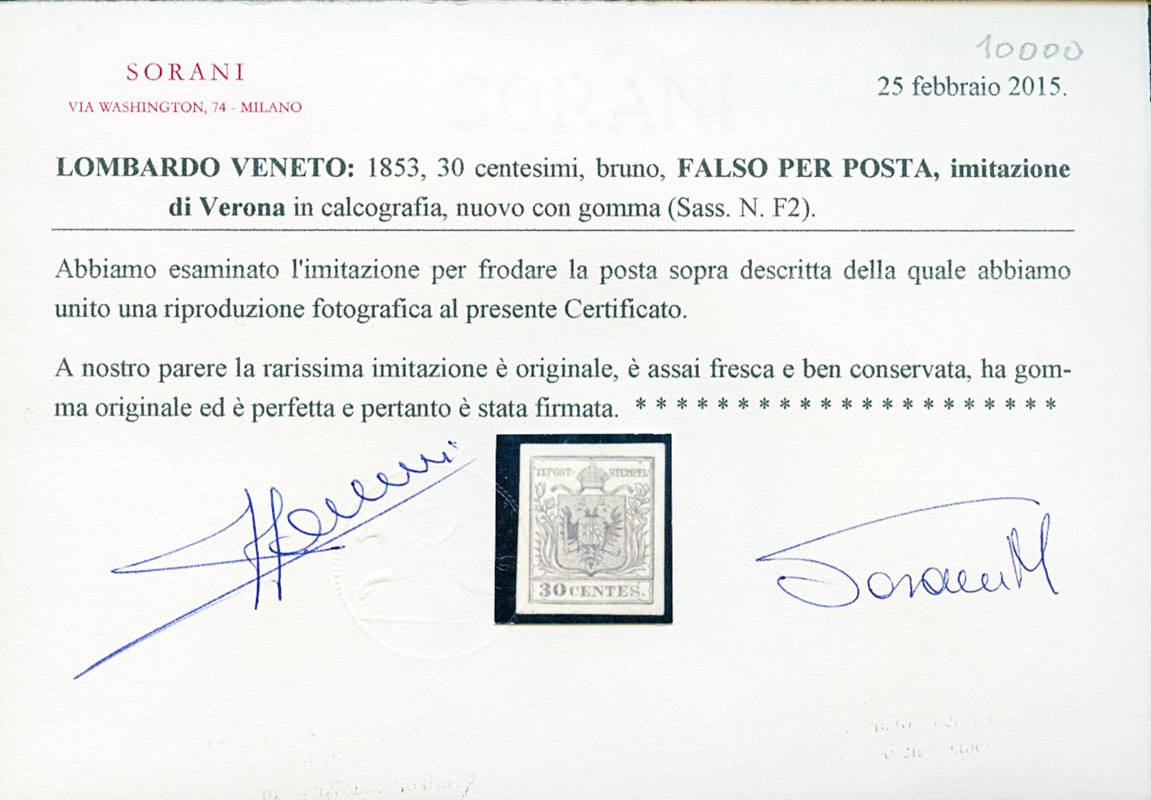 10000
SORANI
VIA WASHINGTON, 74 - MILANO
SORANI
25 febbraio 2015.
LOMBARDO VENETO: 1853, 30 centesimi, bruno, FALSO PER POSTA, imitazione
di Verona in calcografia, nuovo con gomma (Sass. N. F2).
Abbiamo esaminato l'imitazione per frodare la posta sopra descritta della quale abbiamo
unito una riproduzione fotografica al presente Certificato.
A nostro parere la rarissima imitazione è originale, è assai fresca e ben conservata, ha gom-
ma originale ed è perfetta e pertanto è stata firmata. * * * * * * * * * * * * * * * * * * * * *
KPOST- STEMPEL
30 CENTES.